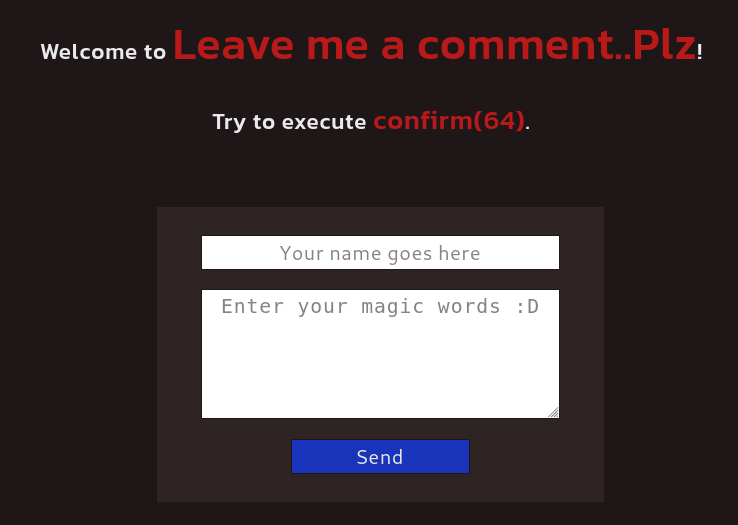 Welcome to Leave me a comment..Plz!
Try to execute confirm(64).
Your name goes here
Enter your magic words :D
Send